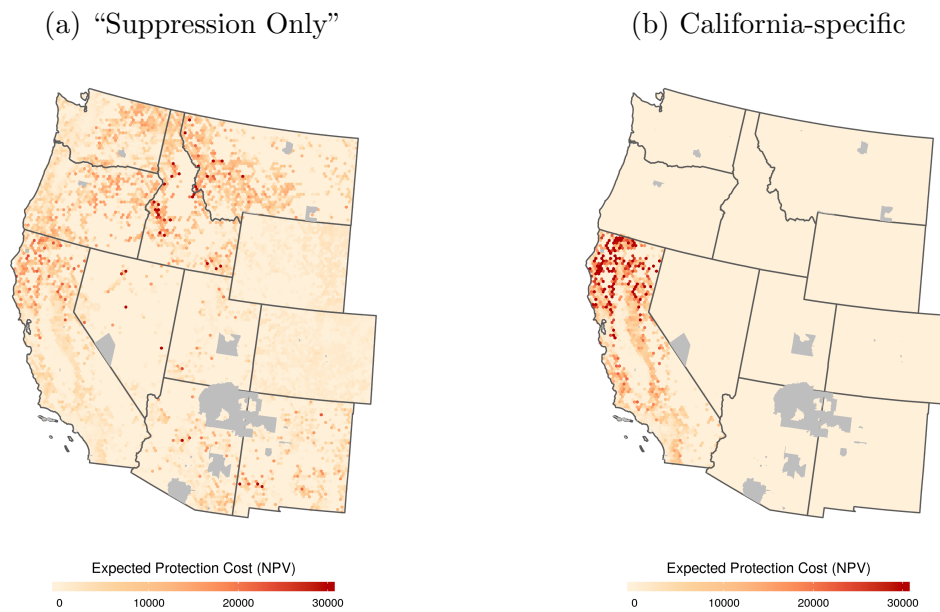 (a) “Suppression Only”
(b) California-specific
Expected Protection Cost (NPV)
0 10000 20000 30000
Expected Protection Cost (NPV)
0 10000 20000 30000